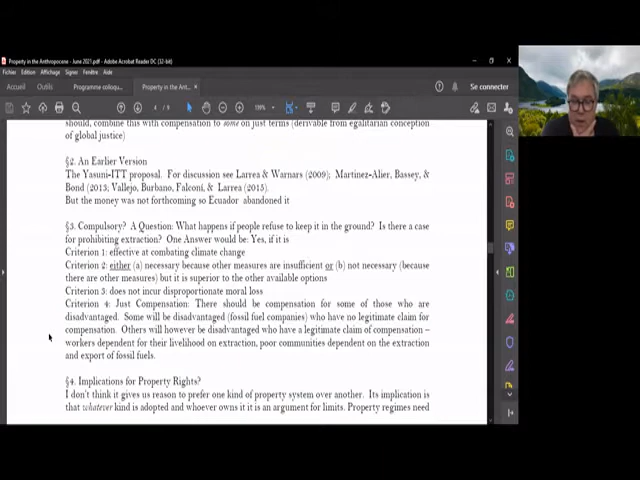 Property in the Anthropocene - June 2021.pdf - Adobe Acrobat Reader DC (32-bit)
Fichier Edition Affichage Signer Fenêtre Aide
Accueil Outils Programme colloqu... Property in the Ant... × Se connecter
4 / 9 159%
should, combine this with compensation to some on just terms (derivable from egalitarian conception
of global justice)
§2. An Earlier Version
The Yasuni-ITT proposal. For discussion see Larrea & Warnars (2009); Martinez-Alier, Bassey, &
Bond (2013; Vallejo, Burbano, Falconí, & Larrea (2015).
But the money was not forthcoming so Ecuador abandoned it
§3. Compulsory? A Question: What happens if people refuse to keep it in the ground? Is there a case
for prohibiting extraction? One Answer would be: Yes, if it is
Criterion 1: effective at combating climate change
Criterion 2: either (a) necessary because other measures are insufficient or (b) not necessary (because
there are other measures) but it is superior to the other available options
Criterion 3: does not incur disproportionate moral loss
Criterion 4: Just Compensation: There should be compensation for some of those who are
disadvantaged. Some will be disadvantaged (fossil fuel companies) who have no legitimate claim for
compensation. Others will however be disadvantaged who have a legitimate claim of compensation –
workers dependent for their livelihood on extraction, poor communities dependent on the extraction
and export of fossil fuels.
§4. Implications for Property Rights?
I don't think it gives us reason to prefer one kind of property system over another. Its implication is
that whatever kind is adopted and whoever owns it it is an argument for limits. Property regimes need